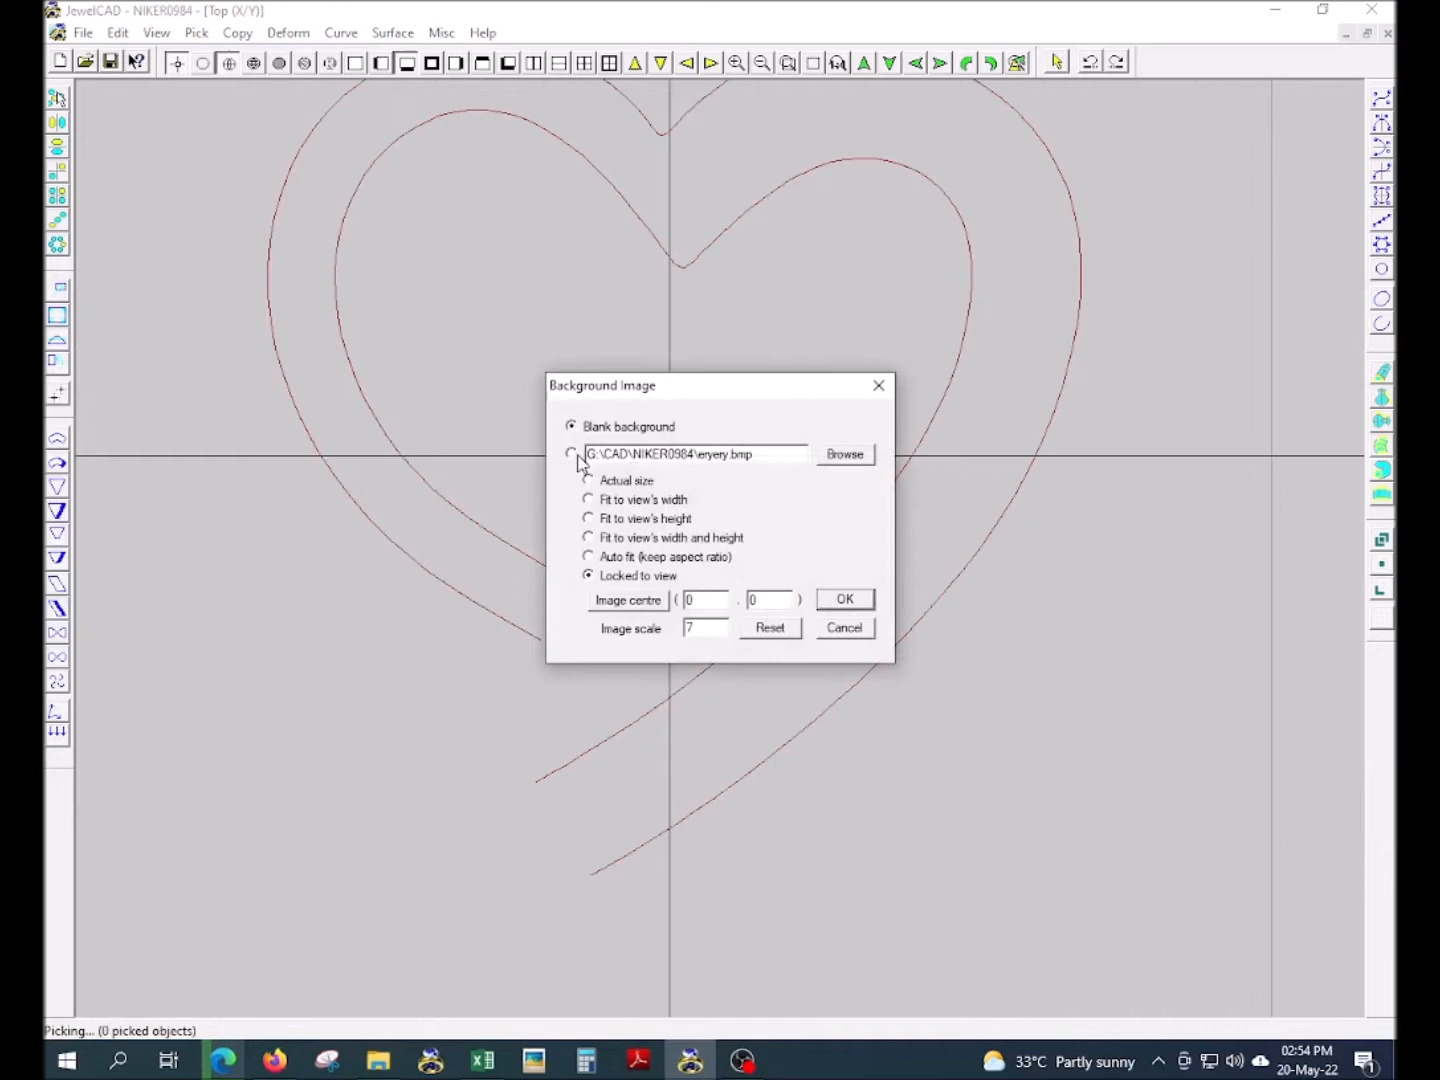 JewelCAD - NIKER0984 - [Top (X/Y)]
File Edit View Pick Copy Deform Curve Surface Misc Help
Background Image
Blank background
G:\CAD\NIKER0984\eryery.bmp Browse
Actual size
Fit to view's width
Fit to view's height
Fit to view's width and height
Auto fit (keep aspect ratio)
Locked to view
Image centre ( 0 . 0 ) OK
Image scale 7 Reset Cancel
Picking... (0 picked objects)
33°C Partly sunny
02:54 PM
20-May-22
1